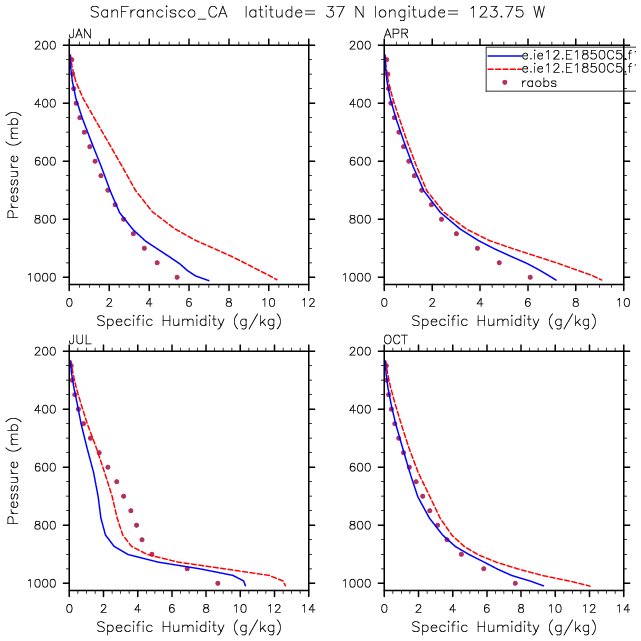 SanFrancisco_CA latitude= 37 N longitude= 123.75 W
JAN
APR
200
400
600
800
1000
Pressure (mb)
0 2 4 6 8 10 12
Specific Humidity (g/kg)
200
400
600
800
1000
0 2 4 6 8 10
Specific Humidity (g/kg)
e.ie12.E1850C5.f1
e.ie12.E1850C5.f1
raobs
JUL
OCT
200
400
600
800
1000
Pressure (mb)
0 2 4 6 8 10 12 14
Specific Humidity (g/kg)
200
400
600
800
1000
0 2 4 6 8 10 12 14
Specific Humidity (g/kg)